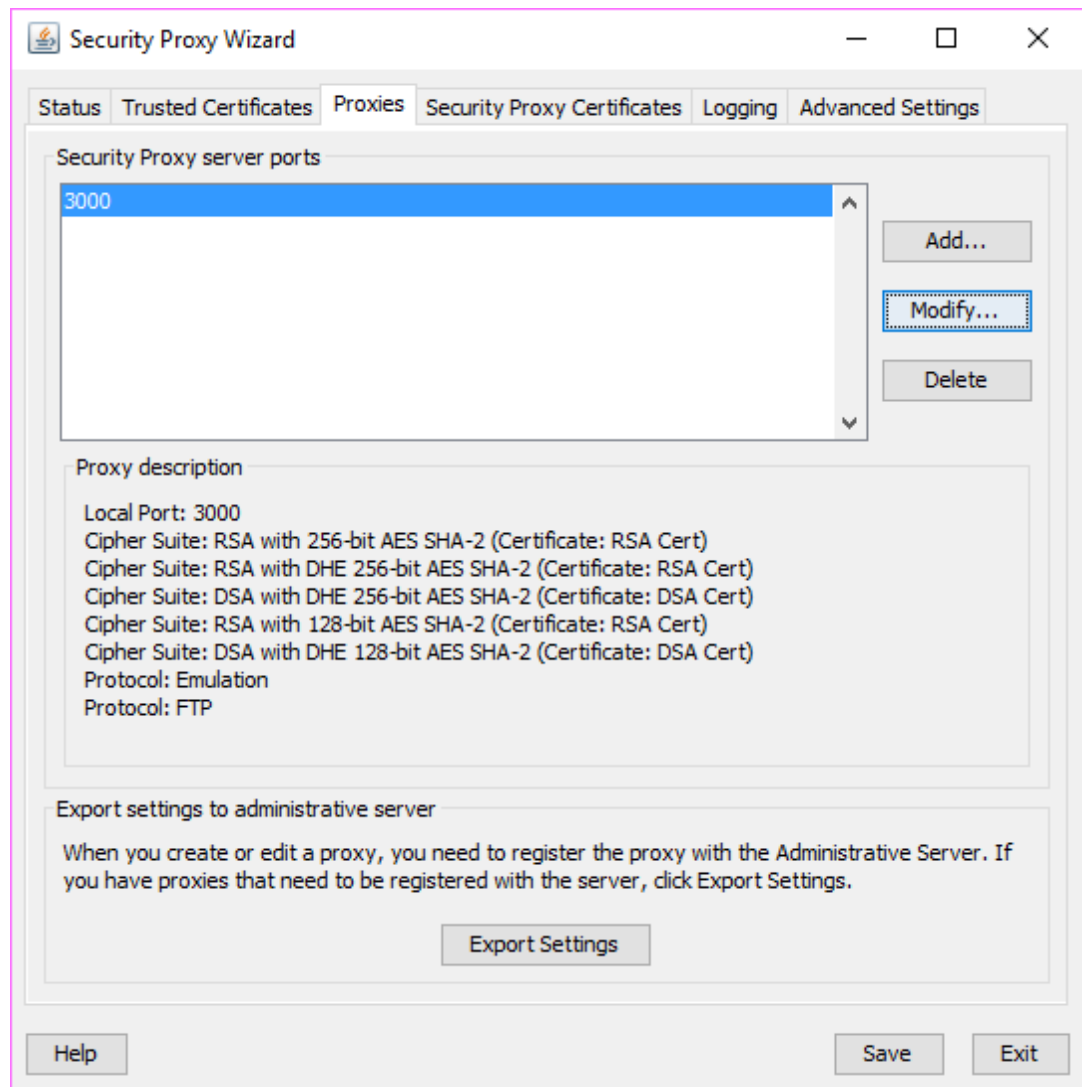 Security Proxy Wizard
Status Trusted Certificates Proxies Security Proxy Certificates Logging Advanced Settings
Security Proxy server ports
3000
Add...
Modify...
Delete
Proxy description
Local Port: 3000
Cipher Suite: RSA with 256-bit AES SHA-2 (Certificate: RSA Cert)
Cipher Suite: RSA with DHE 256-bit AES SHA-2 (Certificate: RSA Cert)
Cipher Suite: DSA with DHE 256-bit AES SHA-2 (Certificate: DSA Cert)
Cipher Suite: RSA with 128-bit AES SHA-2 (Certificate: RSA Cert)
Cipher Suite: DSA with DHE 128-bit AES SHA-2 (Certificate: DSA Cert)
Protocol: Emulation
Protocol: FTP
Export settings to administrative server
When you create or edit a proxy, you need to register the proxy with the Administrative Server. If
you have proxies that need to be registered with the server, click Export Settings.
Export Settings
Help Save Exit